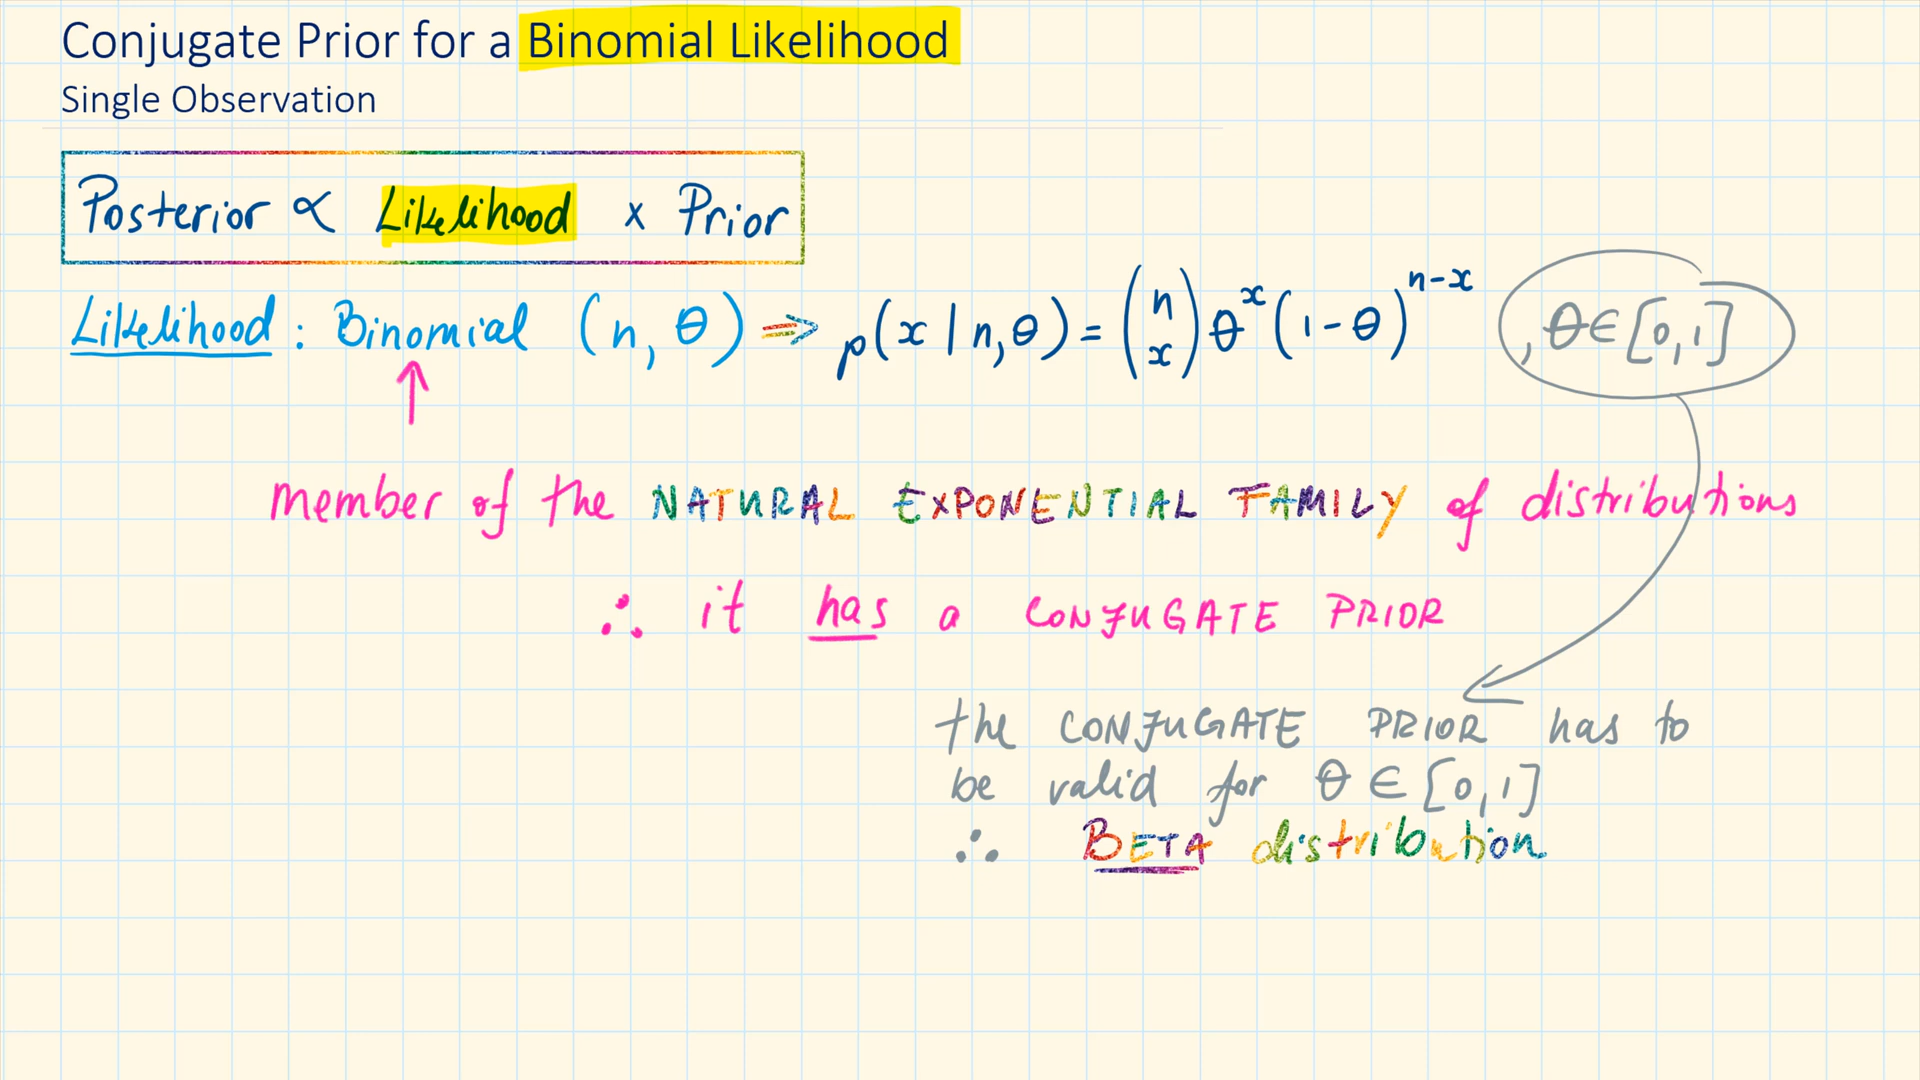 Conjugate Prior for a Binomial Likelihood
Single Observation
Posterior ∝ Likelihood x Prior
Likelihood : Binomial (n, θ) ⇒ p(x | n, θ) = (n x) θ^x (1 - θ)^{n-x} , θ ∈ [0, 1]
member of the NATURAL EXPONENTIAL FAMILY of distributions
∴ it has a CONJUGATE PRIOR
the CONJUGATE PRIOR has to
be valid for θ ∈ [0, 1]
∴ BETA distribution